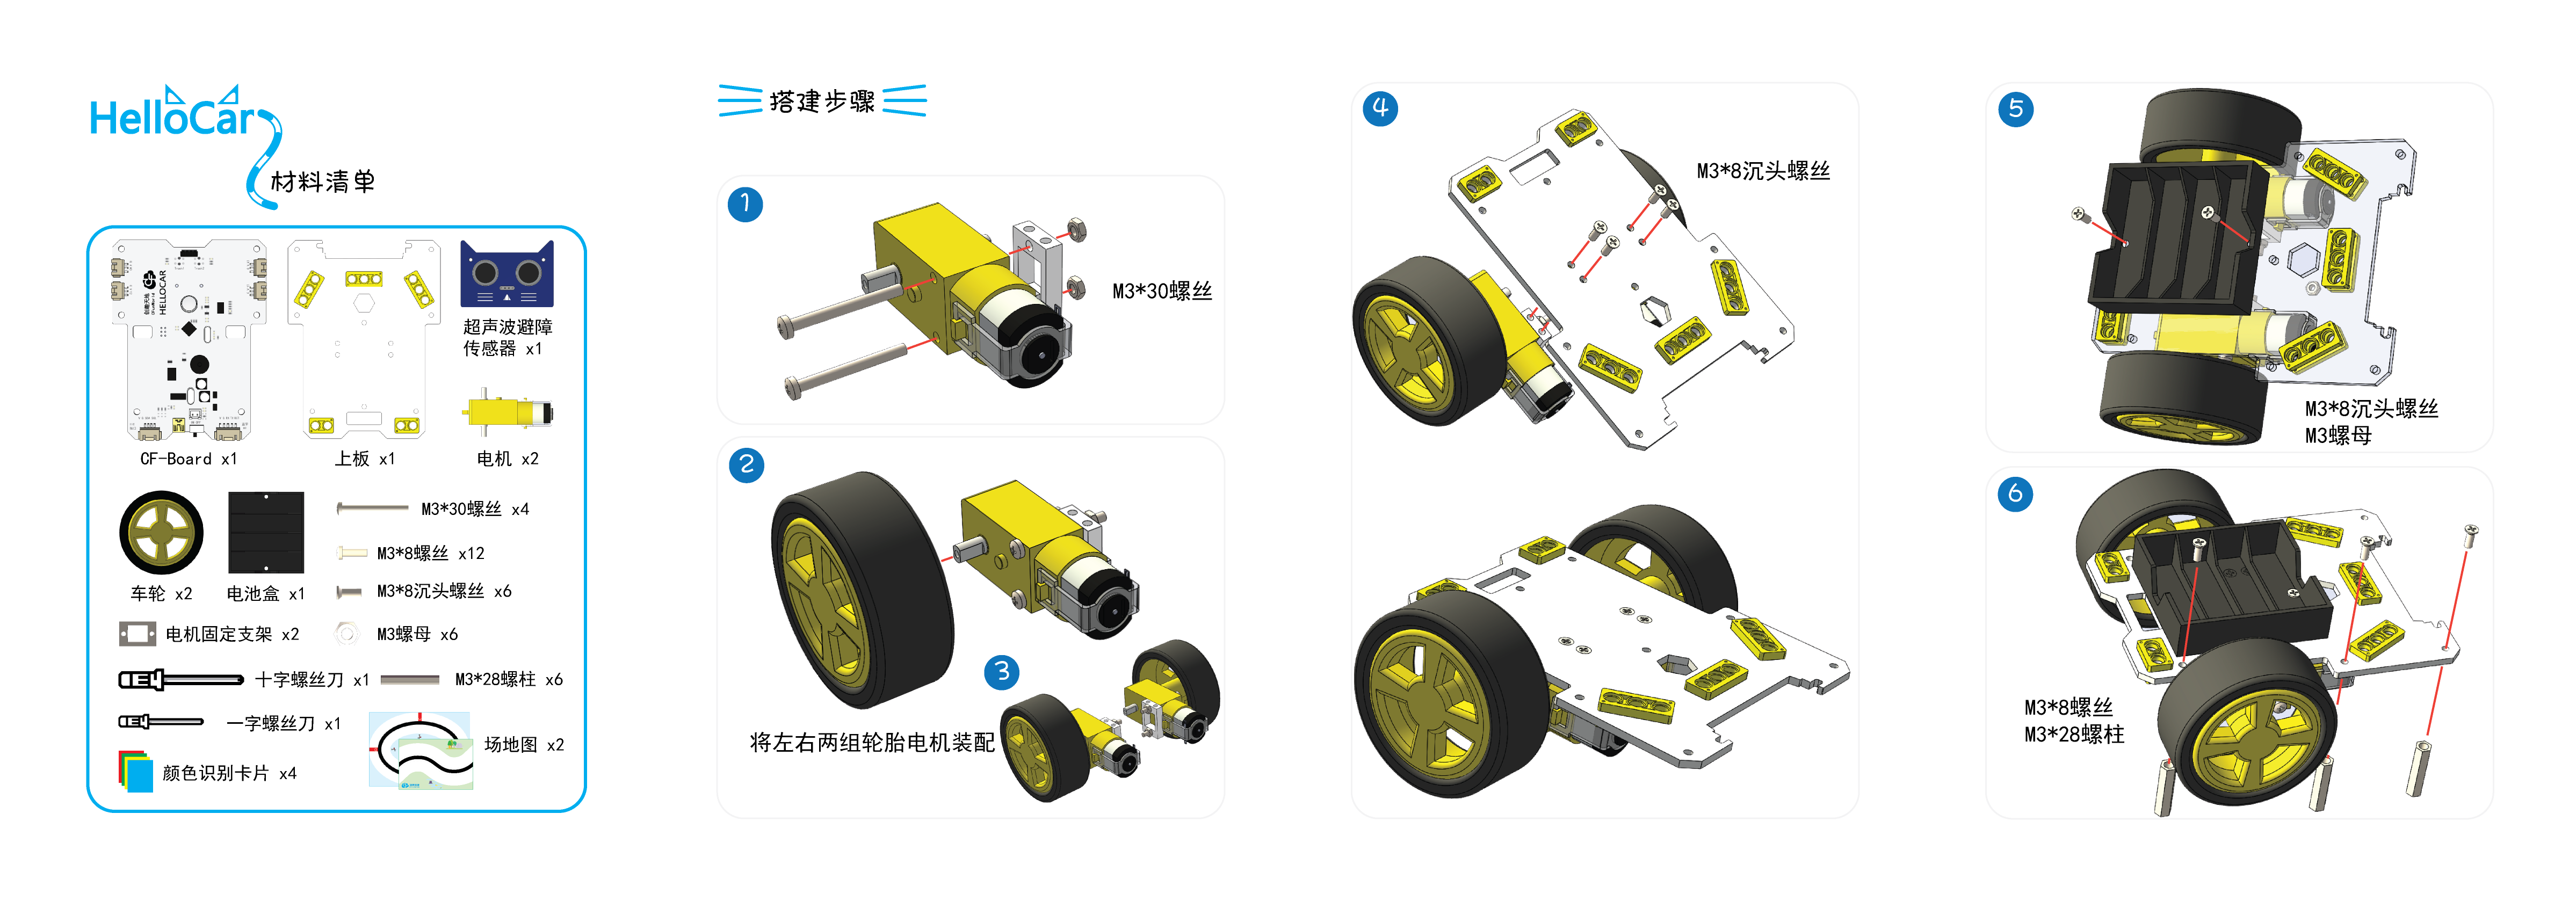 HelloCar
材料清单
HELLOCAR
CF-Board x1
上板 x1
超声波避障
传感器 x1
电机 x2
车轮 x2
电池盒 x1
M3*30螺丝 x4
M3*8螺丝 x12
M3*8沉头螺丝 x6
电机固定支架 x2
M3螺母 x6
十字螺丝刀 x1
M3*28螺柱 x6
一字螺丝刀 x1
场地图 x2
颜色识别卡片 x4
搭建步骤
1
M3*30螺丝
2
3
将左右两组轮胎电机装配
4
M3*8沉头螺丝
5
M3*8沉头螺丝
M3螺母
6
M3*8螺丝
M3*28螺柱